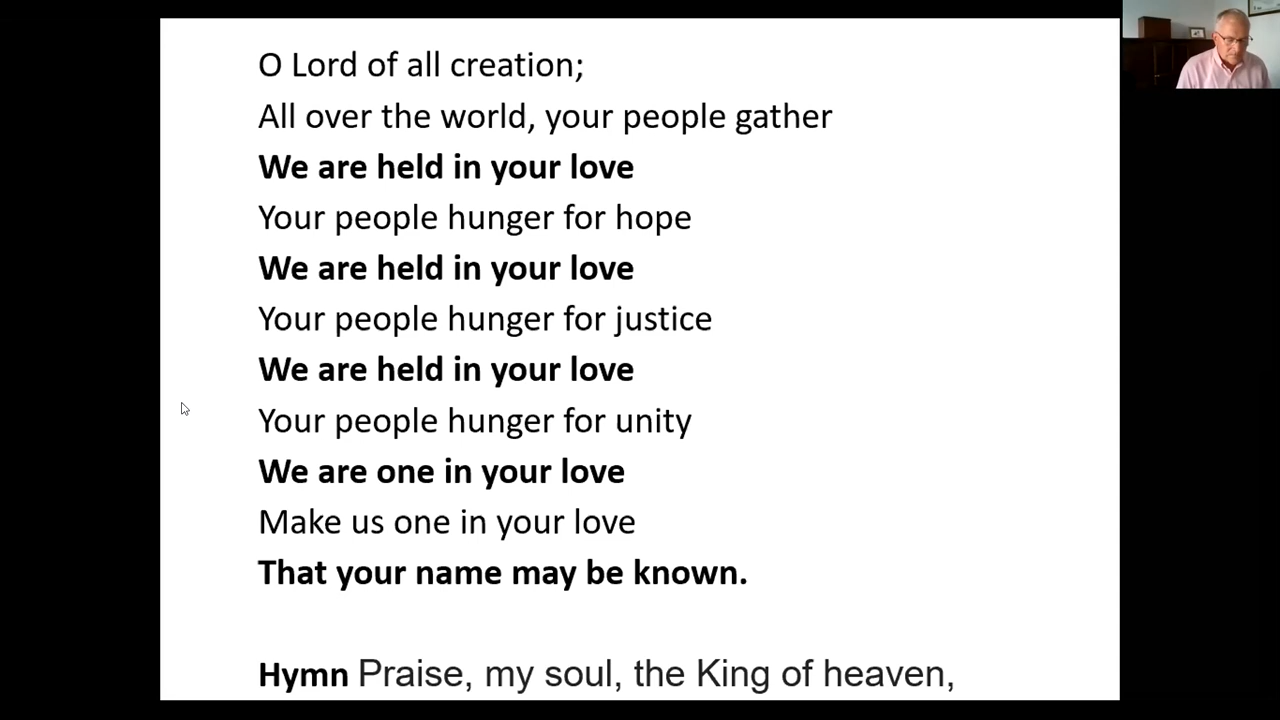 O Lord of all creation;
All over the world, your people gather
We are held in your love
Your people hunger for hope
We are held in your love
Your people hunger for justice
We are held in your love
Your people hunger for unity
We are one in your love
Make us one in your love
That your name may be known.
Hymn Praise, my soul, the King of heaven,